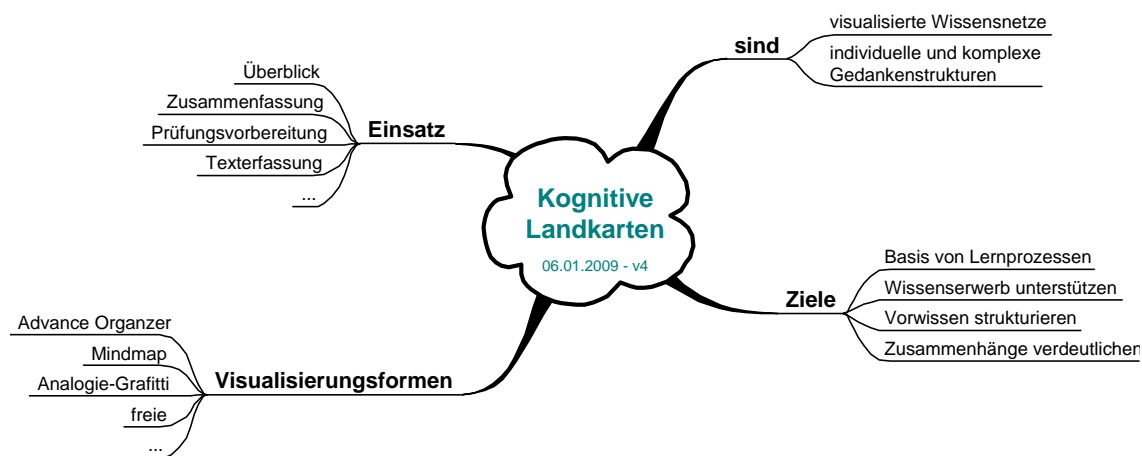 Kognitive
Landkarten
06.01.2009 - v4
sind
visualisierte Wissensnetze
individuelle und komplexe
Gedankenstrukturen
Ziele
Basis von Lernprozessen
Wissenserwerb unterstützen
Vorwissen strukturieren
Zusammenhänge verdeutlichen
Einsatz
Überblick
Zusammenfassung
Prüfungsvorbereitung
Texterfassung
...
Visualisierungsformen
Advance Organzer
Mindmap
Analogie-Grafitti
freie
...